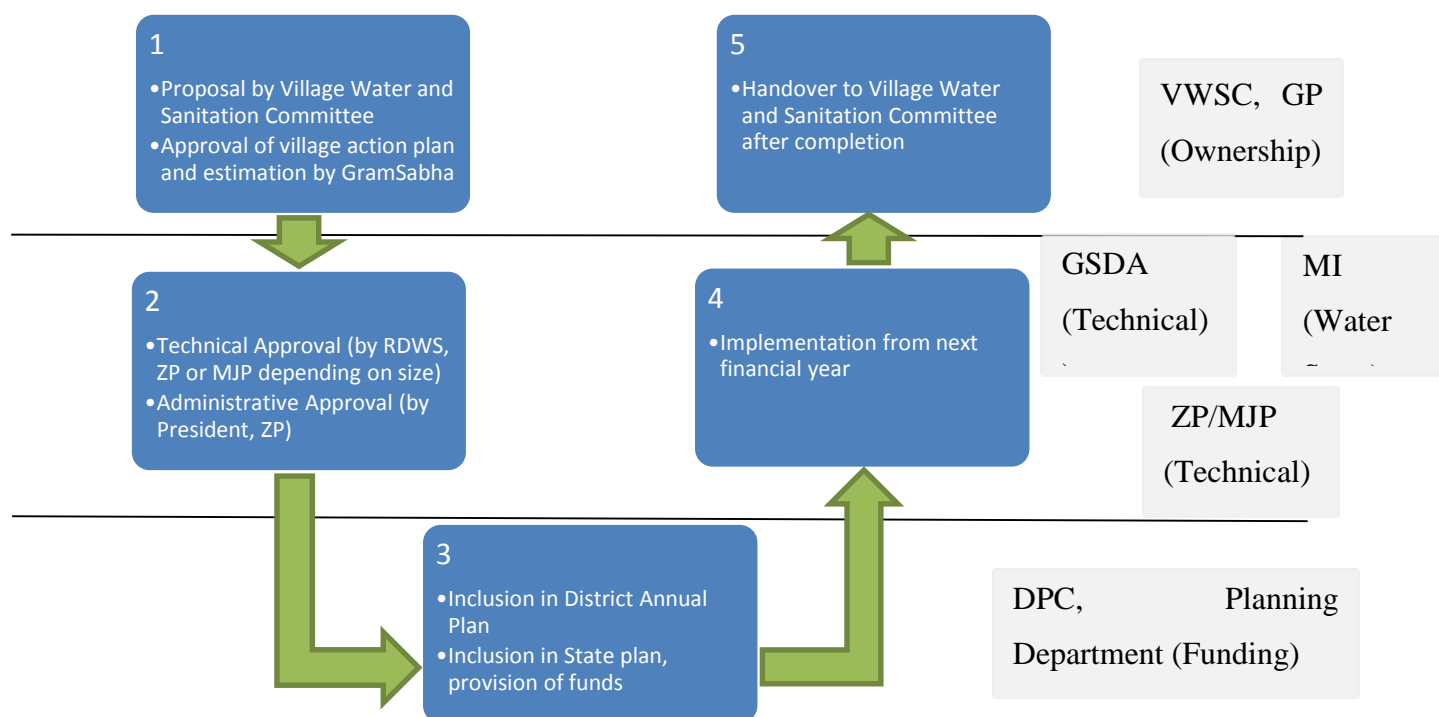 1
•Proposal by Village Water and
Sanitation Committee
•Approval of village action plan
and estimation by GramSabha
2
•Technical Approval (by RDWS,
ZP or MJP depending on size)
•Administrative Approval (by
President, ZP)
3
•Inclusion in District Annual
Plan
•Inclusion in State plan,
provision of funds
4
•Implementation from next
financial year
5
•Handover to Village Water
and Sanitation Committee
after completion
VWSC, GP
(Ownership)
GSDA
(Technical)
MI
(Water
ZP/MJP
(Technical)
DPC, Planning
Department (Funding)